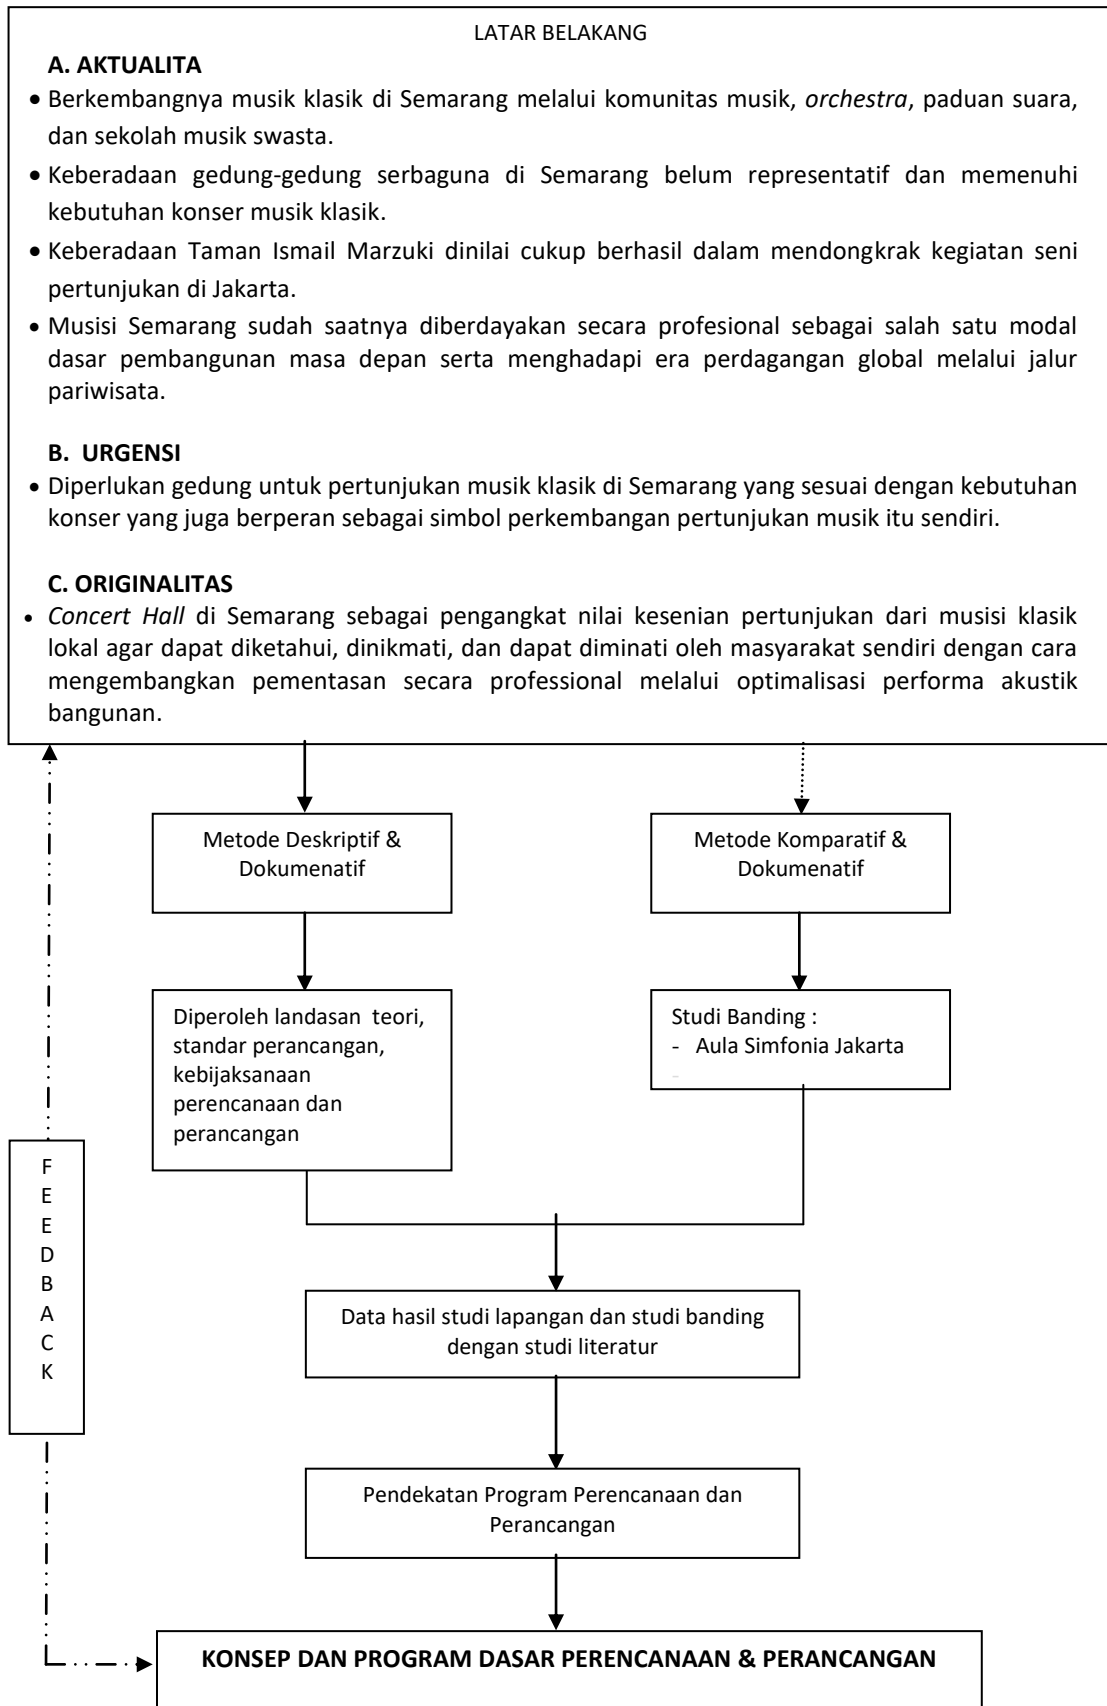 LATAR BELAKANG
A. AKTUALITA
• Berkembangnya musik klasik di Semarang melalui komunitas musik, orchestra, paduan suara,
dan sekolah musik swasta.
• Keberadaan gedung-gedung serbaguna di Semarang belum representatif dan memenuhi
kebutuhan konser musik klasik.
• Keberadaan Taman Ismail Marzuki dinilai cukup berhasil dalam mendongkrak kegiatan seni
pertunjukan di Jakarta.
• Musisi Semarang sudah saatnya diberdayakan secara profesional sebagai salah satu modal
dasar pembangunan masa depan serta menghadapi era perdagangan global melalui jalur
pariwisata.
B. URGENSI
• Diperlukan gedung untuk pertunjukan musik klasik di Semarang yang sesuai dengan kebutuhan
konser yang juga berperan sebagai simbol perkembangan pertunjukan musik itu sendiri.
C. ORIGINALITAS
• Concert Hall di Semarang sebagai pengangkat nilai kesenian pertunjukan dari musisi klasik
lokal agar dapat diketahui, dinikmati, dan dapat diminati oleh masyarakat sendiri dengan cara
mengembangkan pementasan secara professional melalui optimalisasi performa akustik
bangunan.
Metode Deskriptif &
Dokumenatif
Metode Komparatif &
Dokumenatif
Diperoleh landasan teori,
standar perancangan,
kebijaksanaan
perencanaan dan
perancangan
Studi Banding :
- Aula Simfonia Jakarta
-
F
E
E
D
B
A
C
K
Data hasil studi lapangan dan studi banding
dengan studi literatur
Pendekatan Program Perencanaan dan
Perancangan
KONSEP DAN PROGRAM DASAR PERENCANAAN & PERANCANGAN